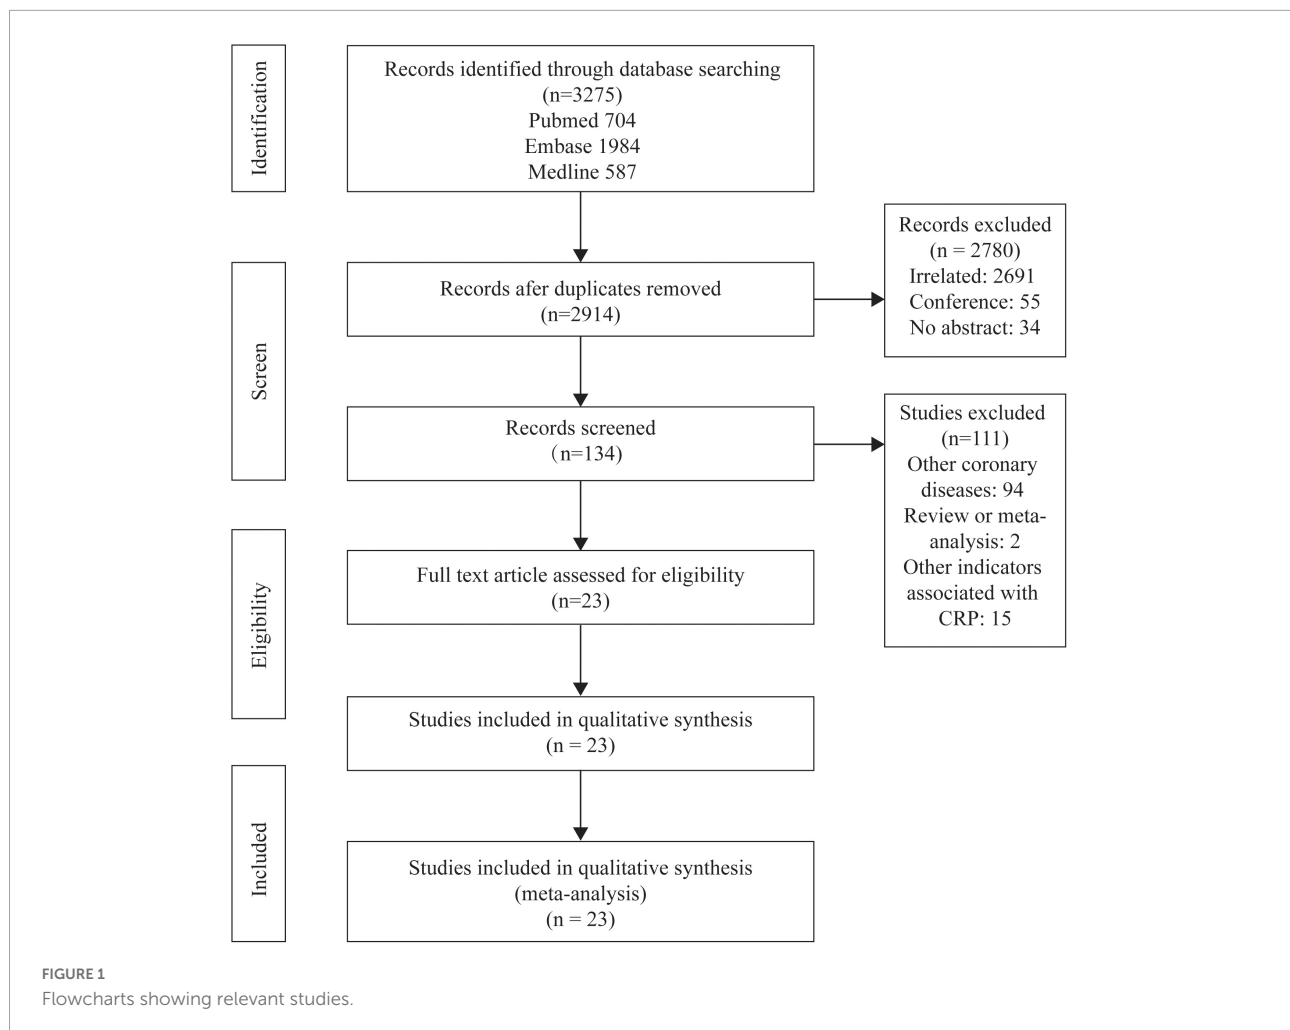 Identification
Records identified through database searching
(n=3275)
Pubmed 704
Embase 1984
Medline 587
Records excluded
(n = 2780)
Irrelated: 2691
Conference: 55
No abstract: 34
Screen
Records afer duplicates removed
(n=2914)
Records screened
(n=134)
Studies excluded
(n=111)
Other coronary
diseases: 94
Review or meta-
analysis: 2
Other indicators
associated with
CRP: 15
Eligibility
Full text article assessed for eligibility
(n=23)
Studies included in qualitative synthesis
(n = 23)
Included
Studies included in qualitative synthesis
(meta-analysis)
(n = 23)
FIGURE 1
Flowcharts showing relevant studies.